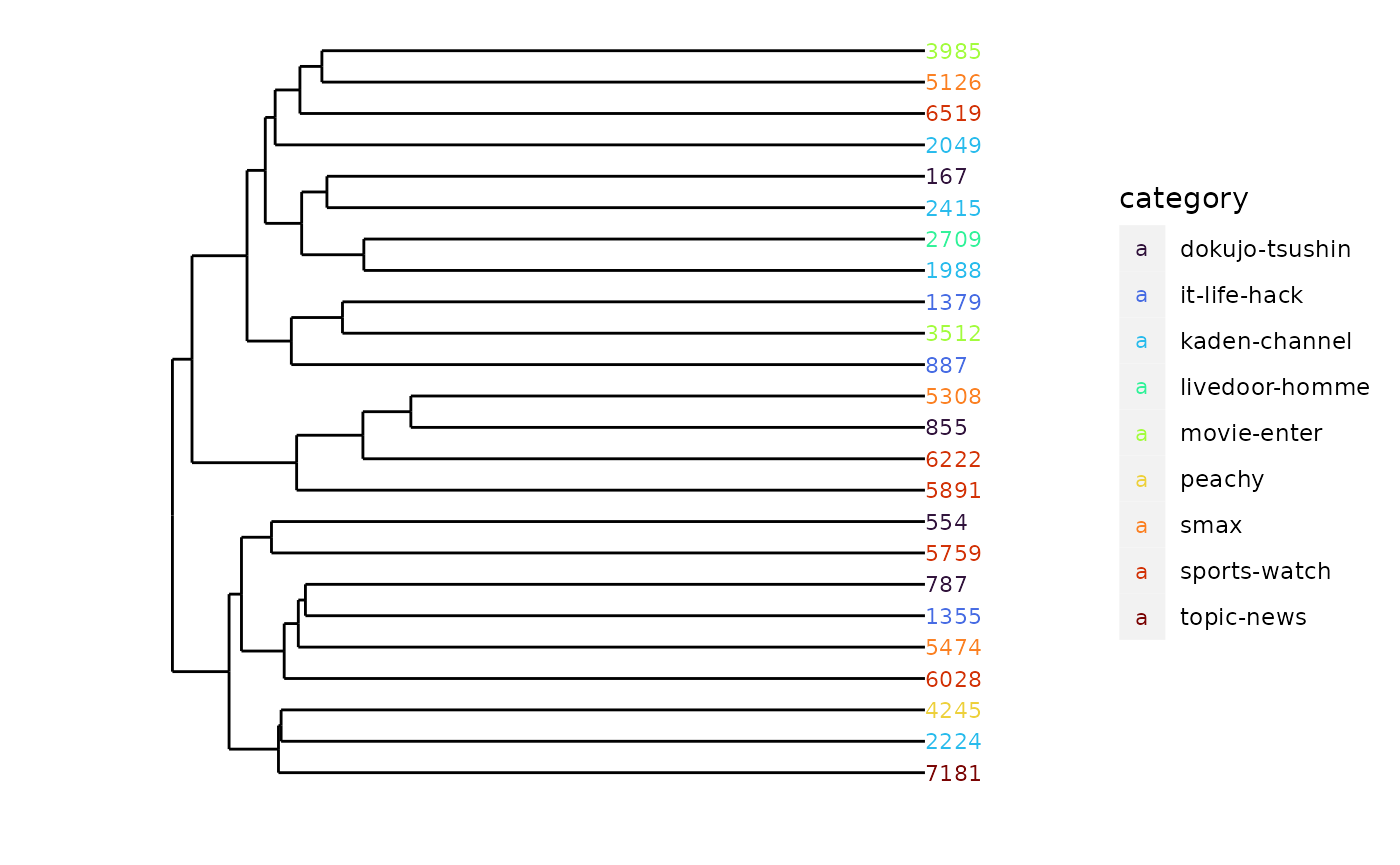 3985
5126
6519
2049
167
2415
2709
1988
1379
3512
887
5308
855
6222
5891
554
5759
787
1355
5474
6028
4245
2224
7181
category
a dokujo-tsushin
a it-life-hack
a kaden-channel
a livedoor-homme
a movie-enter
a peachy
a smax
a sports-watch
a topic-news